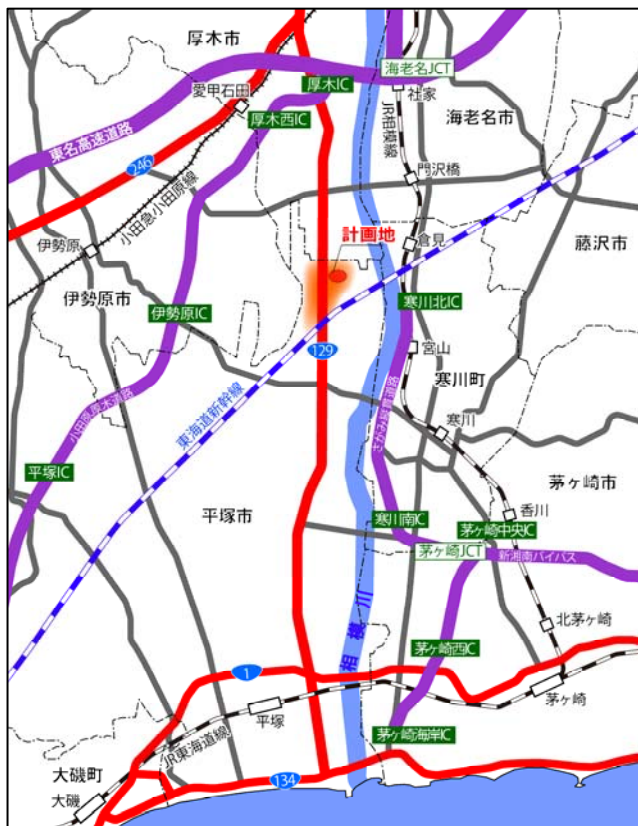 厚木市
海老名JCT
厚木IC
社家
愛甲石田
厚木西IC
海老名市
東名高速道路
JR相模線
246
小田急小田原線
門沢橋
伊勢原
倉見
計画地
藤沢市
伊勢原市
寒川北IC
伊勢原IC
宮山
129
寒川町
東海道新幹線
さがみ縦貫道路
小田原厚木道路
寒川
平塚IC
茅ヶ崎市
平塚市
香川
寒川南IC
茅ヶ崎中央IC
茅ヶ崎JCT
新湘南バイパス
相模川
北茅ヶ崎
茅ヶ崎西IC
1
茅ヶ崎
平塚
茅ヶ崎海岸IC
JR東海道線
大磯町
134
大磯